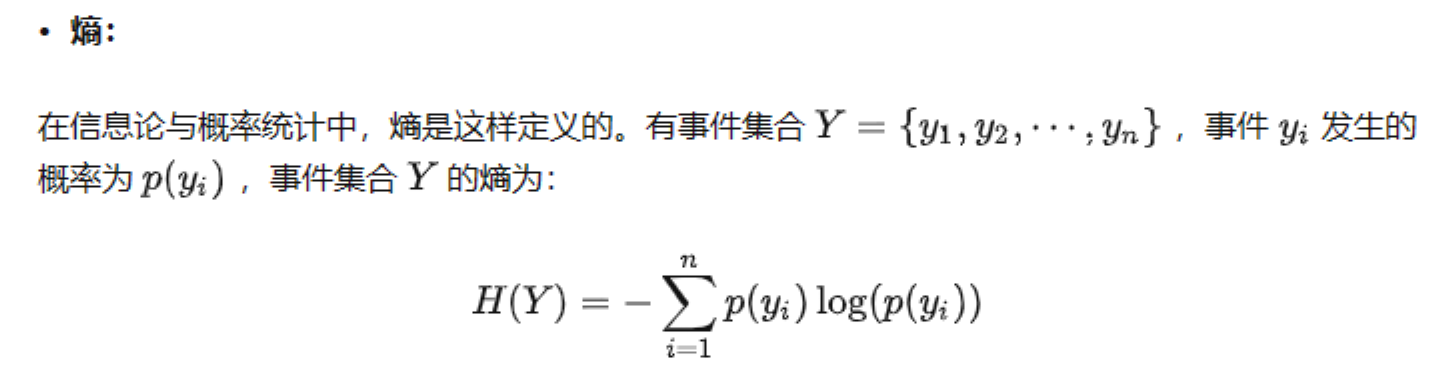 • 熵：
在信息论与概率统计中，熵是这样定义的。有事件集合 Y = {y₁, y₂, ⋯, yₙ} ，事件 yᵢ 发生的
概率为 p(yᵢ) ，事件集合 Y 的熵为：
H(Y) = − ∑ᵢ₌₁ⁿ p(yᵢ) log(p(yᵢ))